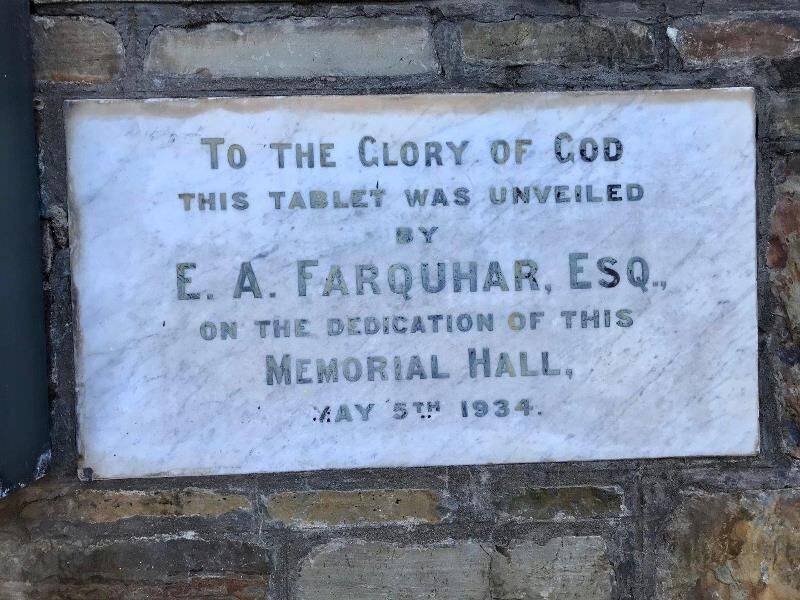 TO THE GLORY OF GOD
THIS TABLET WAS UNVEILED
BY
E. A. FARQUHAR, ESQ.,
ON THE DEDICATION OF THIS
MEMORIAL HALL,
MAY 5TH 1934.